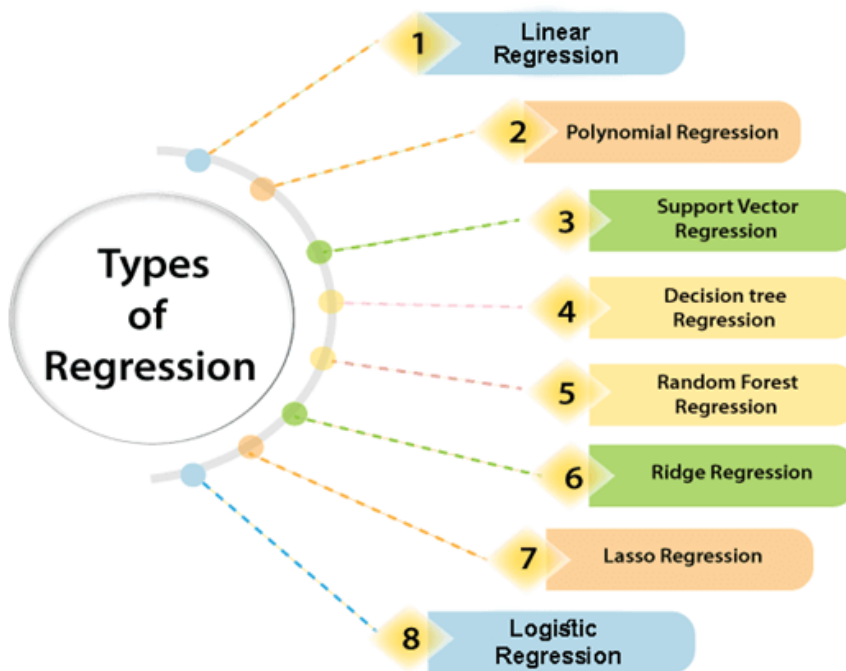 Types
of
Regression
1
Linear
Regression
2
Polynomial Regression
3
Support Vector
Regression
4
Decision tree
Regression
5
Random Forest
Regression
6
Ridge Regression
7
Lasso Regression
8
Logistic
Regression